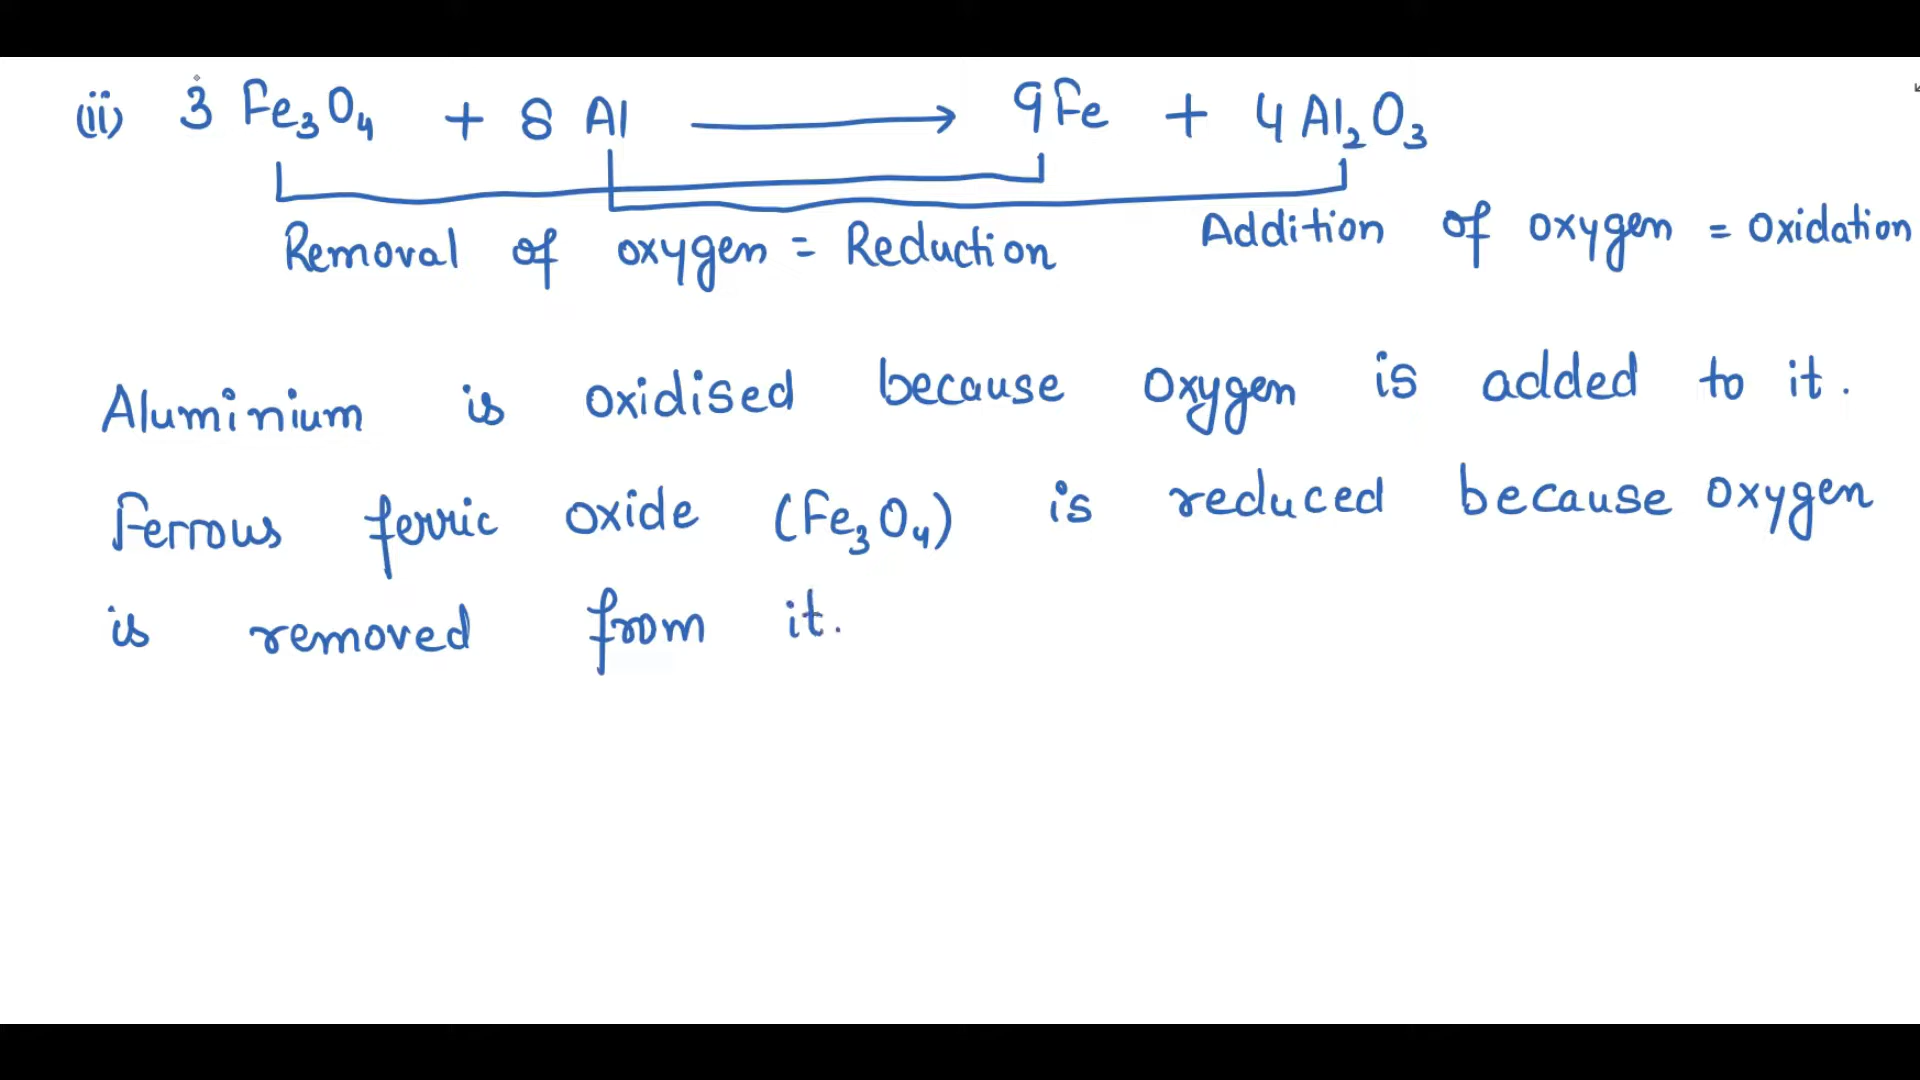 (ii) 3 Fe₃O₄ + 8 Al ⟶ 9Fe + 4 Al₂O₃
Removal of oxygen = Reduction Addition of oxygen = Oxidation
Aluminium is oxidised because oxygen is added to it.
Ferrous ferric oxide (Fe₃O₄) is reduced because oxygen
is removed from it.